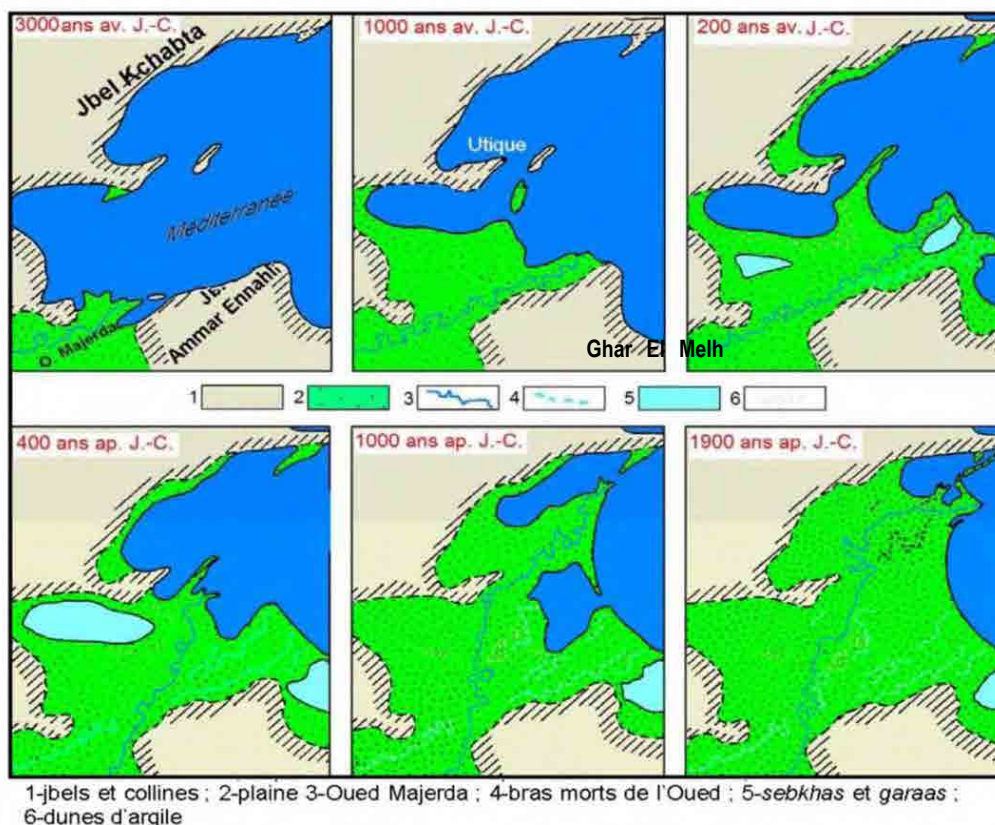 3000ans av. J.-C.
1000 ans av. J.-C.
200 ans av. J.-C.
Jbel Kchabta
Utique
Méditerranée
O. Majerda
Ammar Ennahli
Ghar El Melh
1 2 3 4 5 6
400 ans ap. J.-C.
1000 ans ap. J.-C.
1900 ans ap. J.-C.
1-jbels et collines ; 2-plaine 3-Oued Majerda ; 4-bras morts de l'Oued ; 5-sebkhas et garaas ;
6-dunes d'argile